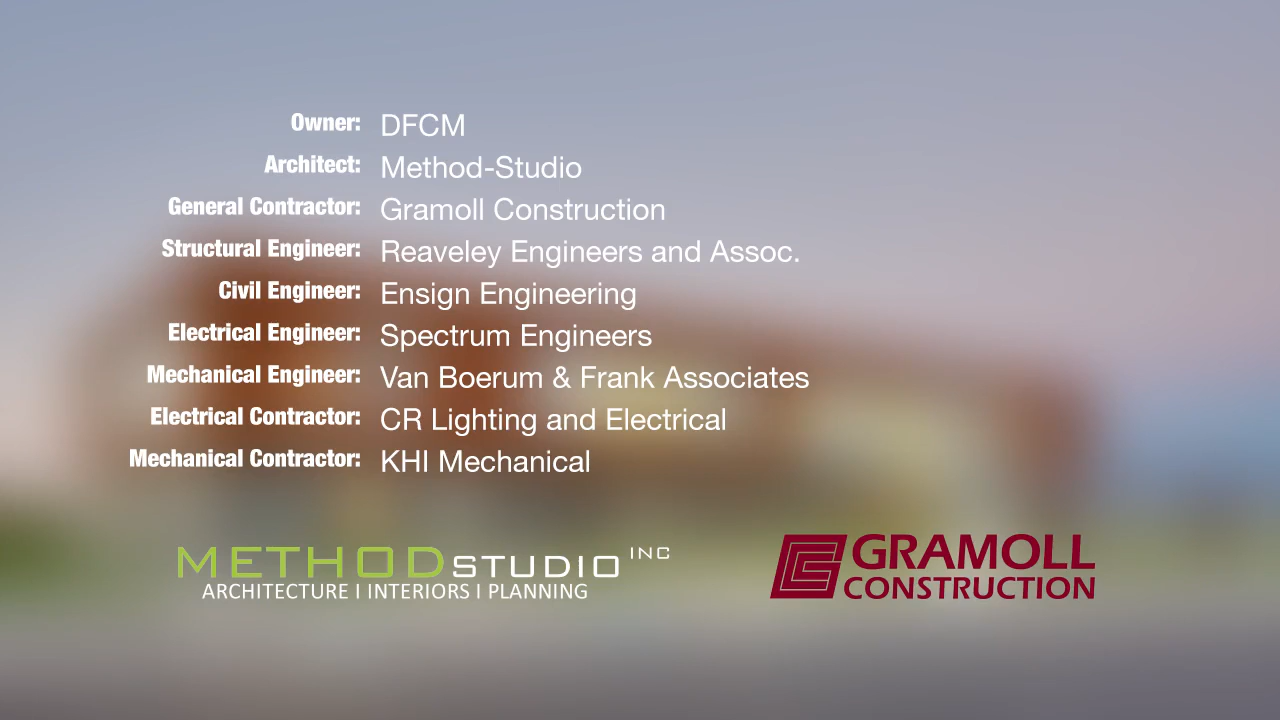 Owner: DFCM
Architect: Method-Studio
General Contractor: Gramoll Construction
Structural Engineer: Reaveley Engineers and Assoc.
Civil Engineer: Ensign Engineering
Electrical Engineer: Spectrum Engineers
Mechanical Engineer: Van Boerum & Frank Associates
Electrical Contractor: CR Lighting and Electrical
Mechanical Contractor: KHI Mechanical
METHOD STUDIO INC
ARCHITECTURE | INTERIORS | PLANNING
GRAMOLL
CONSTRUCTION